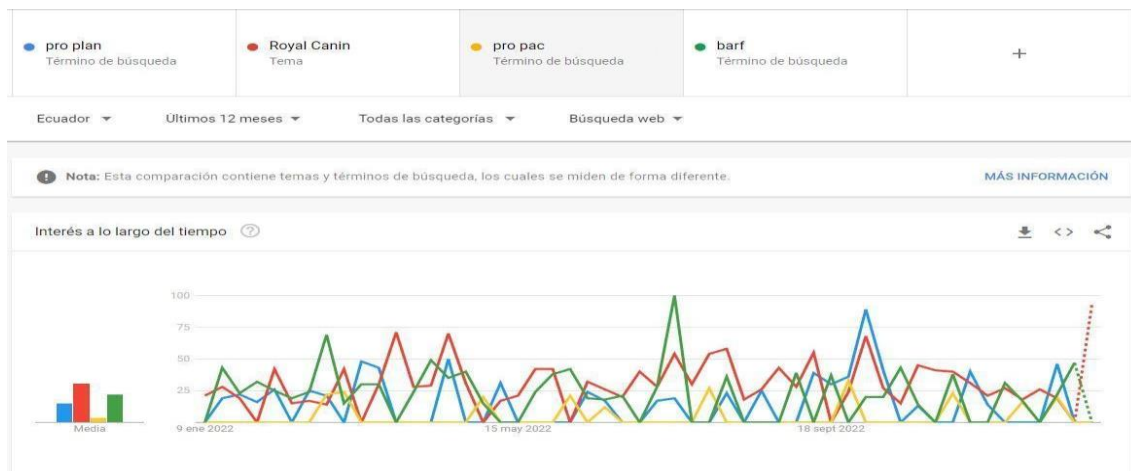 pro plan
Término de búsqueda
Royal Canin
Tema
pro pac
Término de búsqueda
barf
Término de búsqueda
+
Ecuador
Últimos 12 meses
Todas las categorías
Búsqueda web
Nota: Esta comparación contiene temas y términos de búsqueda, los cuales se miden de forma diferente.
MÁS INFORMACIÓN
Interés a lo largo del tiempo
100
75
50
25
Media
9 ene 2022
15 may 2022
18 sept 2022